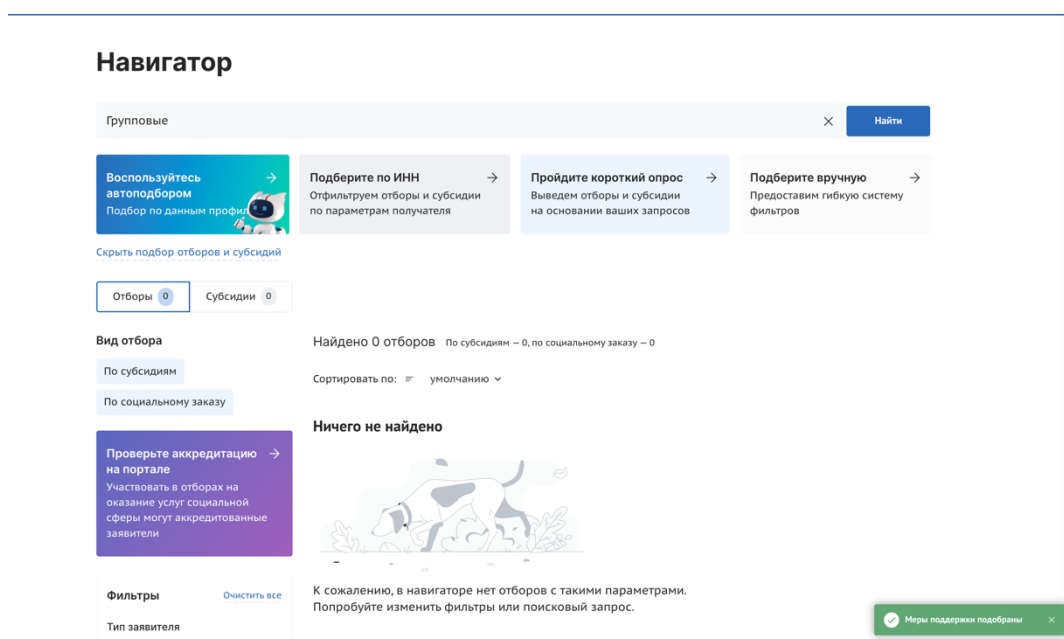 Навигатор
Групповые
Найти
Воспользуйтесь
автоподбором
Подбор по данным профил
Подберите по ИНН
Отфильтруем отборы и субсидии
по параметрам получателя
Пройдите короткий опрос
Выведем отборы и субсидии
на основании ваших запросов
Подберите вручную
Предоставим гибкую систему
фильтров
Скрыть подбор отборов и субсидий
Отборы 0
Субсидии 0
Вид отбора
По субсидиям
По социальному заказу
Найдено 0 отборов По субсидиям — 0, по социальному заказу — 0
Сортировать по: умолчанию
Ничего не найдено
Проверьте аккредитацию
на портале
Участвовать в отборах на
оказание услуг социальной
сферы могут аккредитованные
заявители
К сожалению, в навигаторе нет отборов с такими параметрами.
Попробуйте изменить фильтры или поисковый запрос.
Фильтры Очистить все
Тип заявителя
Меры поддержки подобраны